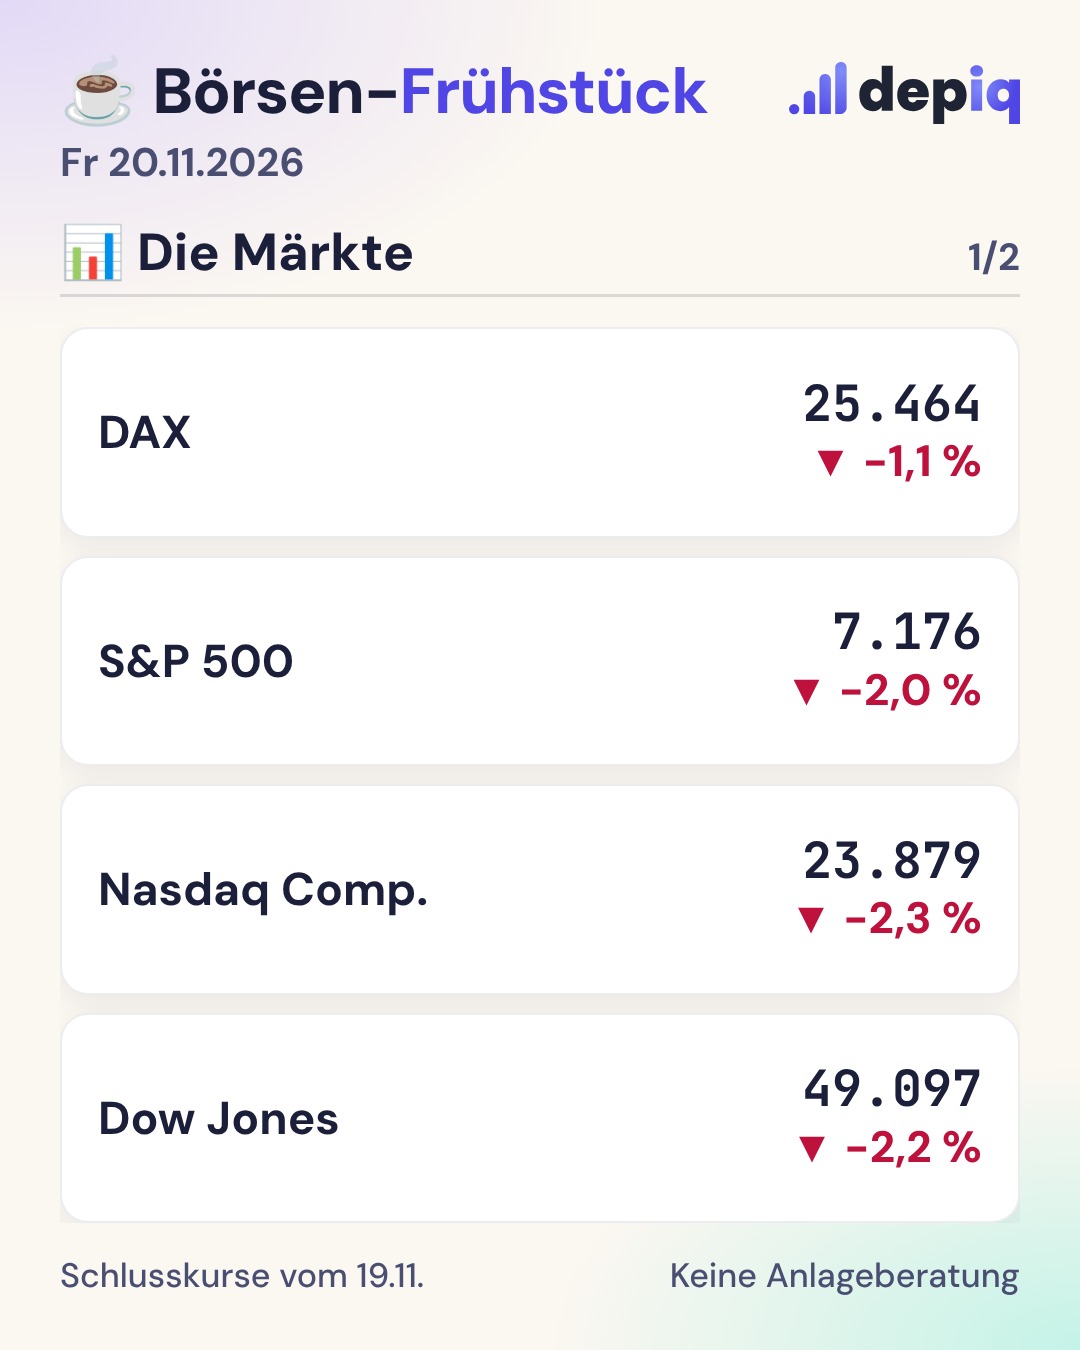 Börsen-Frühstück
depiq
Fr 20.11.2026
Die Märkte
1/2
DAX
25.464
▼ -1,1 %
S&P 500
7.176
▼ -2,0 %
Nasdaq Comp.
23.879
▼ -2,3 %
Dow Jones
49.097
▼ -2,2 %
Schlusskurse vom 19.11.
Keine Anlageberatung